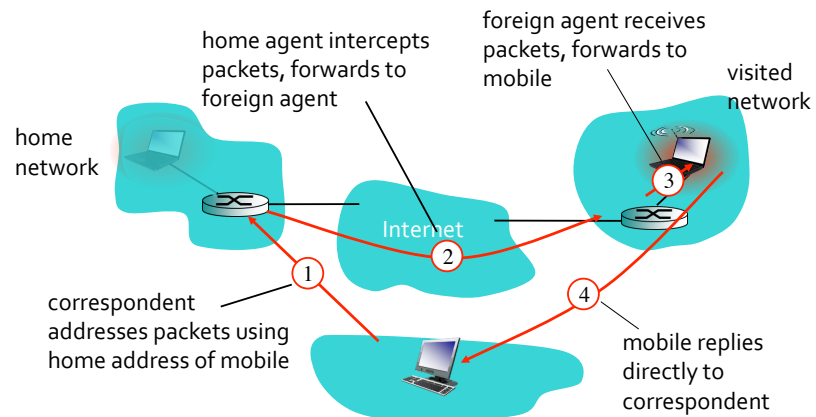 home agent intercepts
packets, forwards to
foreign agent
foreign agent receives
packets, forwards to
mobile
visited
network
home
network
3
Internet
2
1
4
correspondent
addresses packets using
home address of mobile
mobile replies
directly to
correspondent